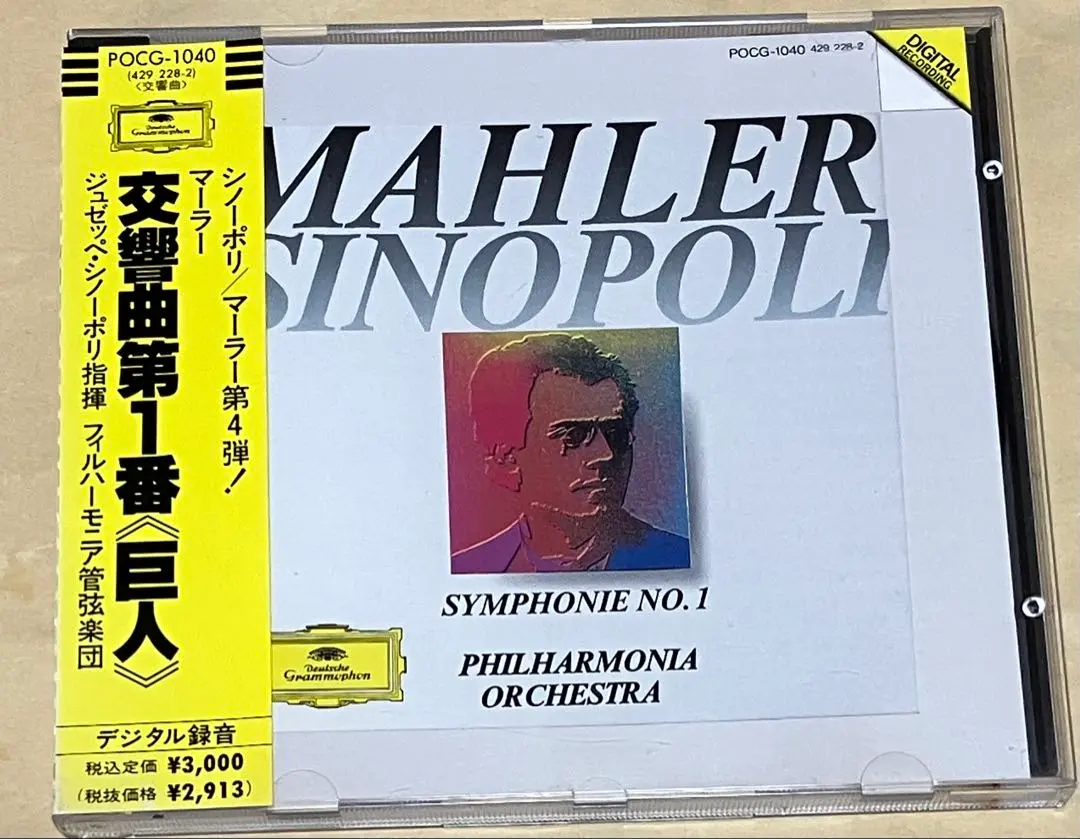 POCG-1040
(429 228-2)
〈交響曲〉
Deutsche
Grammophon
シノーポリ/マーラー第4弾!
マーラー
交響曲第1番《巨人》
ジュゼッペ・シノーポリ指揮 フィルハーモニア管弦楽団
デジタル録音
税込定価 ¥3,000
(税抜価格 ¥2,913)
POCG-1040 429 228-2
DIGITAL
RECORDING
MAHLER
SINOPOLI
SYMPHONIE NO. 1
Deutsche
Grammophon
PHILHARMONIA
ORCHESTRA